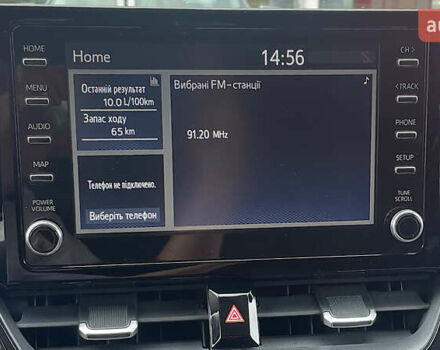 HOME
MENU
AUDIO
MAP
POWER
VOLUME
Home
14:56
Останній результат
10.0 L/100km
Запас ходу
65 km
Телефон не підключено.
Виберіть телефон
Вибрані FM-станції
91.20 MHz
CH >
< TRACK
PHONE
SETUP
TUNE
SCROLL